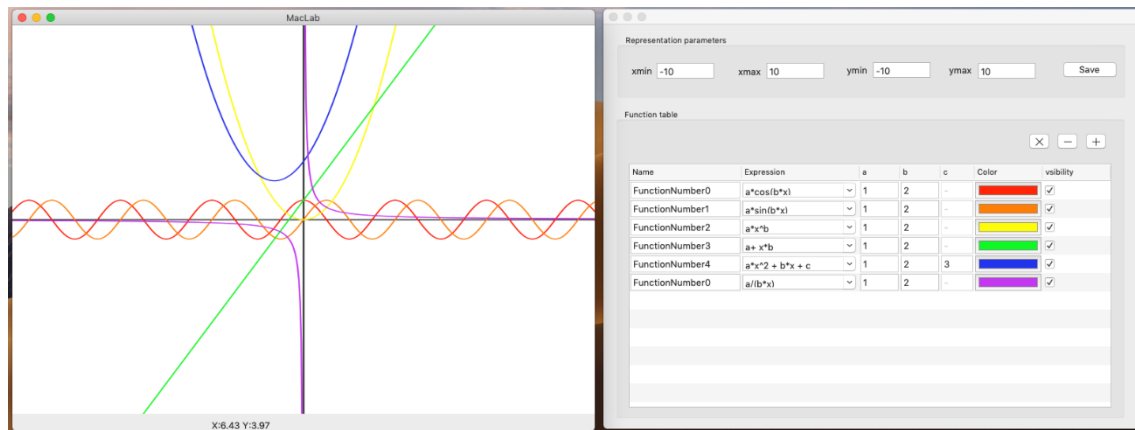 MacLab
X:6.43 Y:3.97
Representation parameters
xmin -10 xmax 10 ymin -10 ymax 10 Save
Function table
× − +
Name Expression a b c Color vsibility
FunctionNumber0 a*cos(b*x) 1 2 -
FunctionNumber1 a*sin(b*x) 1 2 -
FunctionNumber2 a*x^b 1 2 -
FunctionNumber3 a+ x*b 1 2 -
FunctionNumber4 a*x^2 + b*x + c 1 2 3
FunctionNumber0 a/(b*x) 1 2 -